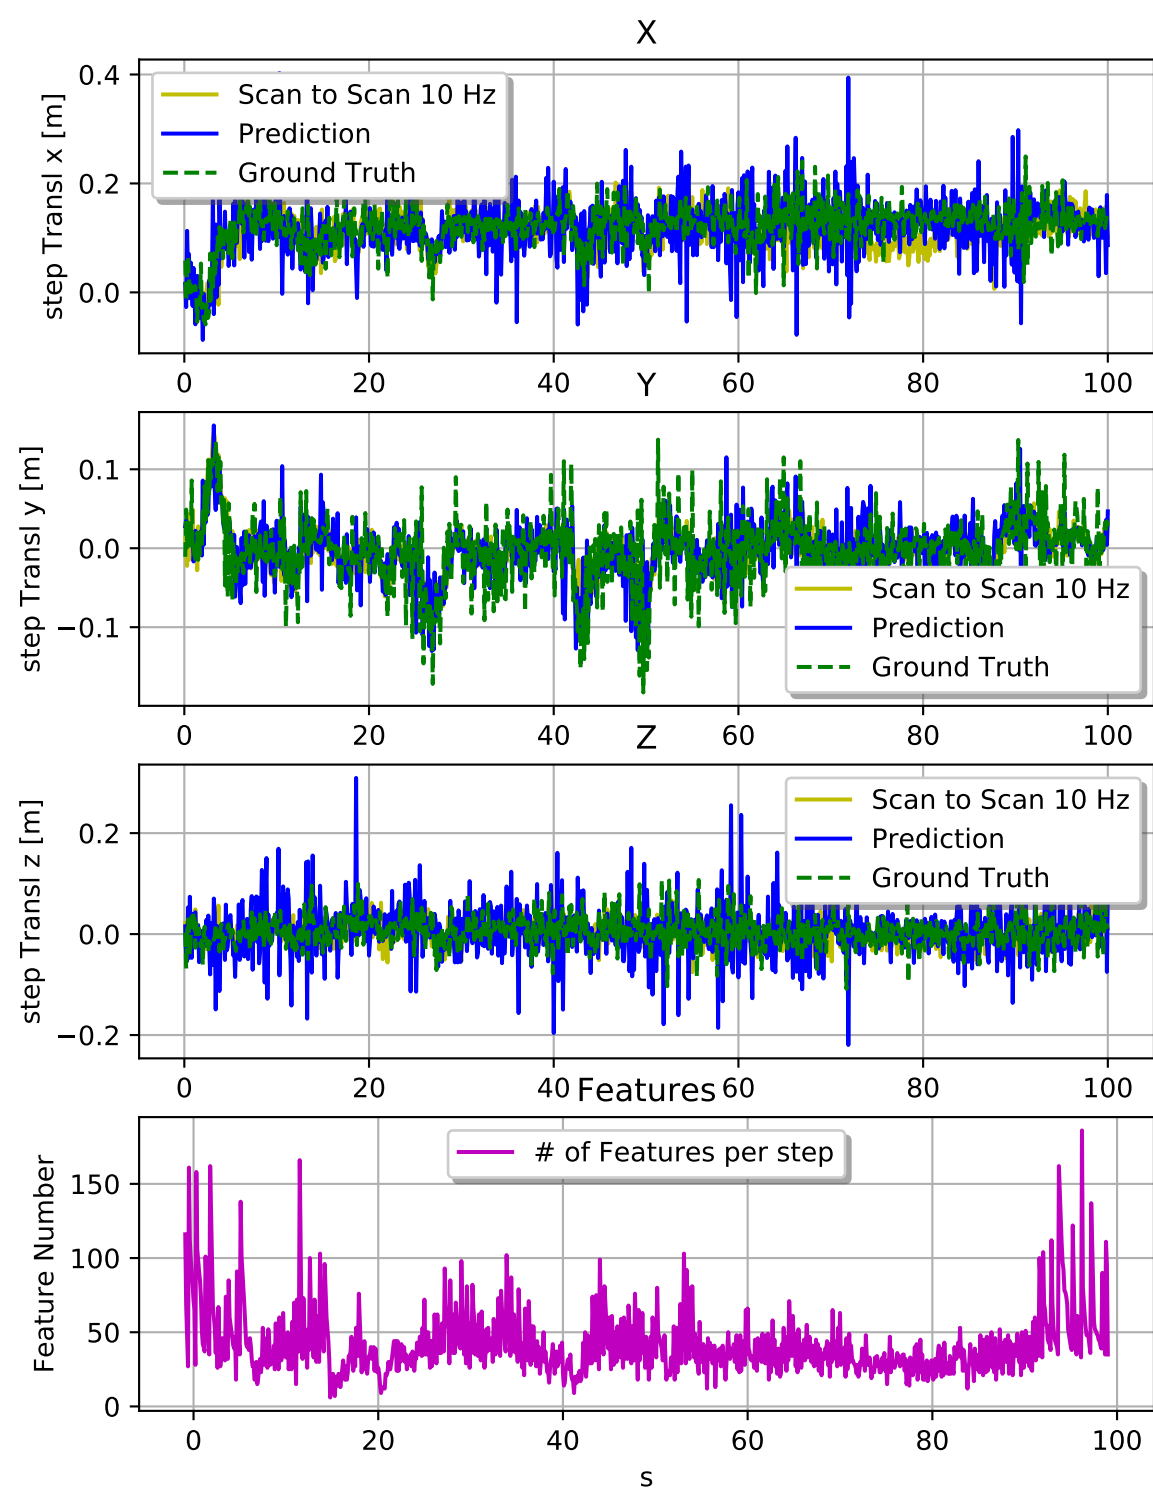 X
step Transl x [m]
0.4
0.2
0.0
Scan to Scan 10 Hz
Prediction
Ground Truth
0 20 40 60 80 100
Y
step Transl y [m]
0.1
0.0
−0.1
Scan to Scan 10 Hz
Prediction
Ground Truth
0 20 40 60 80 100
Z
step Transl z [m]
0.2
0.0
−0.2
Scan to Scan 10 Hz
Prediction
Ground Truth
0 20 40 60 80 100
Features
Feature Number
150
100
50
0
# of Features per step
0 20 40 60 80 100
s